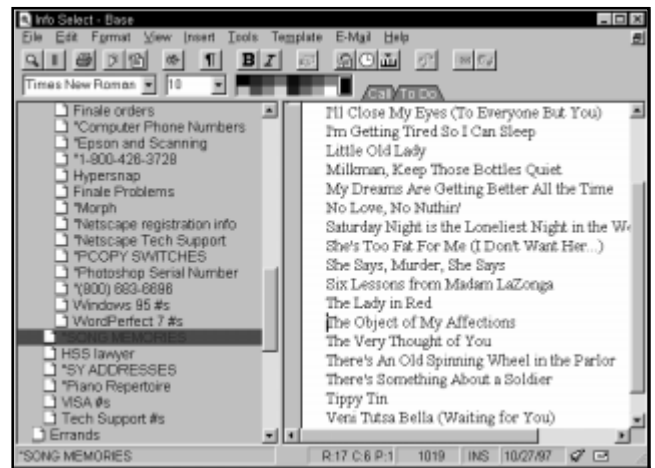 Info Select - Base
File Edit Format View Insert Tools Template E-Mail Help
B I
Times New Roman 10
Call To Do
Finale orders
*Computer Phone Numbers
*Epson and Scanning
*1-800-426-3728
Hypersnap
Finale Problems
*Morph
*Netscape registration info
*Netscape Tech Support
*PCOPY SWITCHES
*Photoshop Serial Number
*(800) 683-6696
Windows 95 #s
WordPerfect 7 #s
*SONG MEMORIES
HSS lawyer
*SY ADDRESSES
*Piano Repertoire
VISA #s
Tech Support #s
Errands
I'll Close My Eyes (To Everyone But You)
I'm Getting Tired So I Can Sleep
Little Old Lady
Milkman, Keep Those Bottles Quiet
My Dreams Are Getting Better All the Time
No Love, No Nuthin'
Saturday Night is the Loneliest Night in the We
She's Too Fat For Me (I Don't Want Her...)
She Says, Murder, She Says
Six Lessons from Madam LaZonga
The Lady in Red
The Object of My Affections
The Very Thought of You
There's An Old Spinning Wheel in the Parlor
There's Something About a Soldier
Tippy Tin
Veni Tutsa Bella (Waiting for You)
*SONG MEMORIES R:17 C:6 P:1 1019 INS 10/27/97